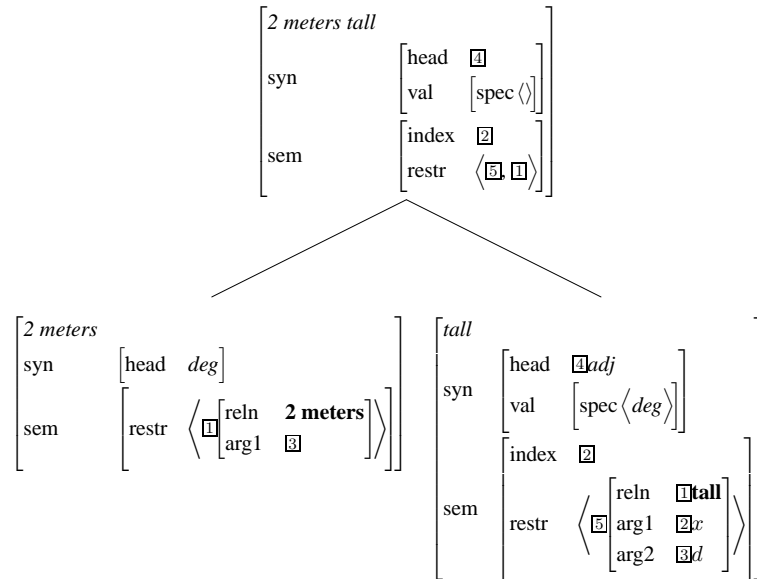 2 meters tall
syn [head 4
val [spec ⟨⟩]]
sem [index 2
restr ⟨5, 1⟩]
2 meters
syn [head deg]
sem [restr ⟨1[reln 2 meters
arg1 3]⟩]
tall
syn [head 4adj
val [spec ⟨deg⟩]]
sem [index 2
restr ⟨5[reln 1tall
arg1 2x
arg2 3d]⟩]